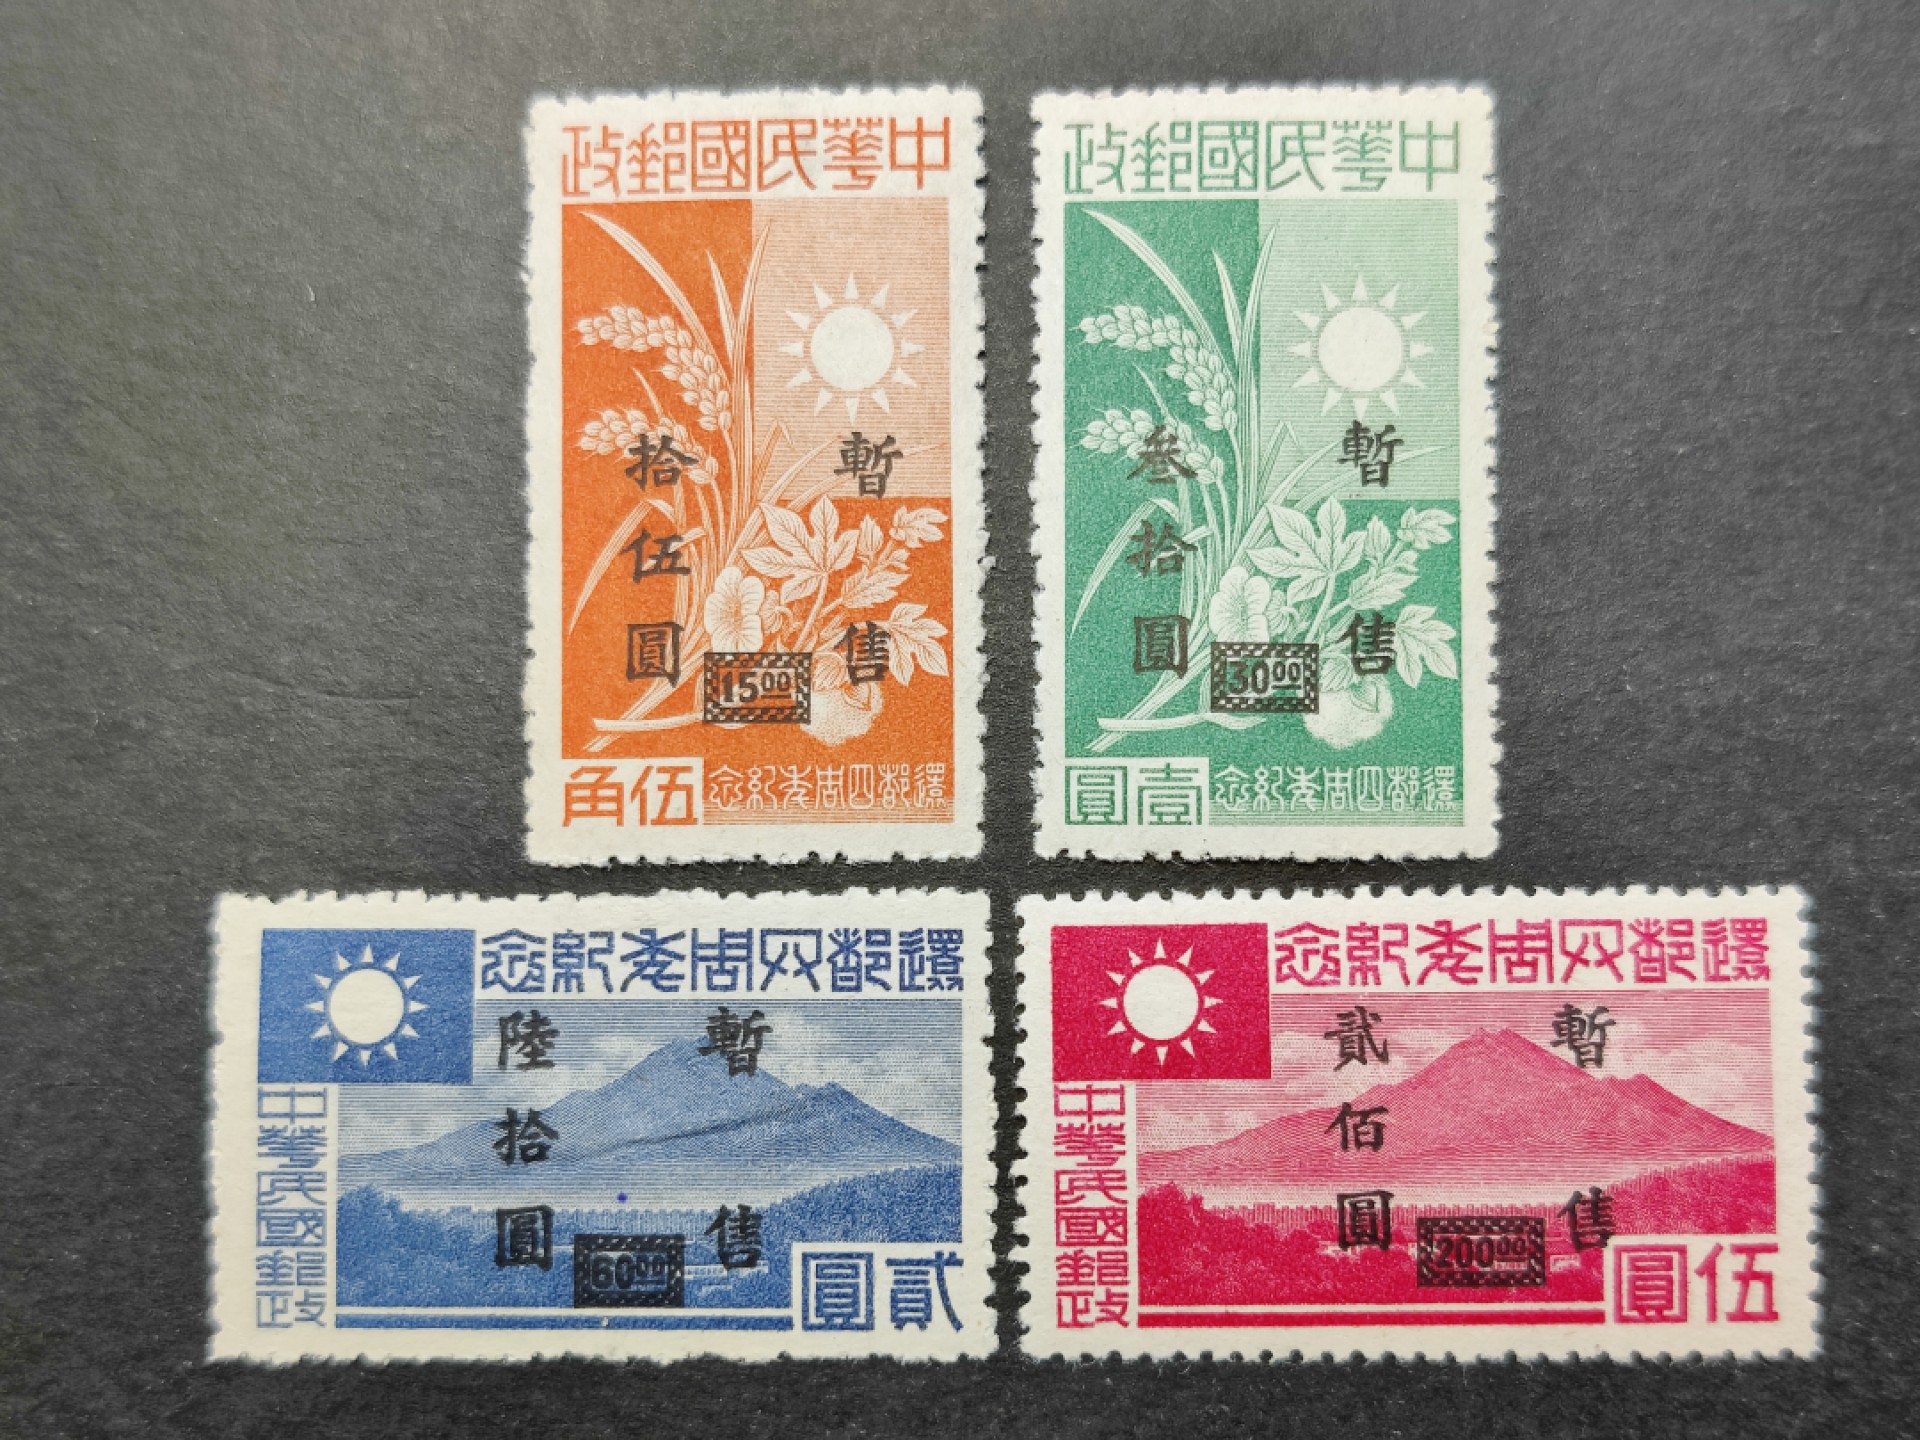 中華民國郵政
暫售
拾伍圓
15.00
伍角
還都四周年紀念
中華民國郵政
暫售
叁拾圓
30.00
壹圓
還都四周年紀念
還都四周年紀念
中華民國郵政
暫售
陸拾圓
60.00
貳圓
還都四周年紀念
中華民國郵政
暫售
貳佰圓
200.00
伍圓